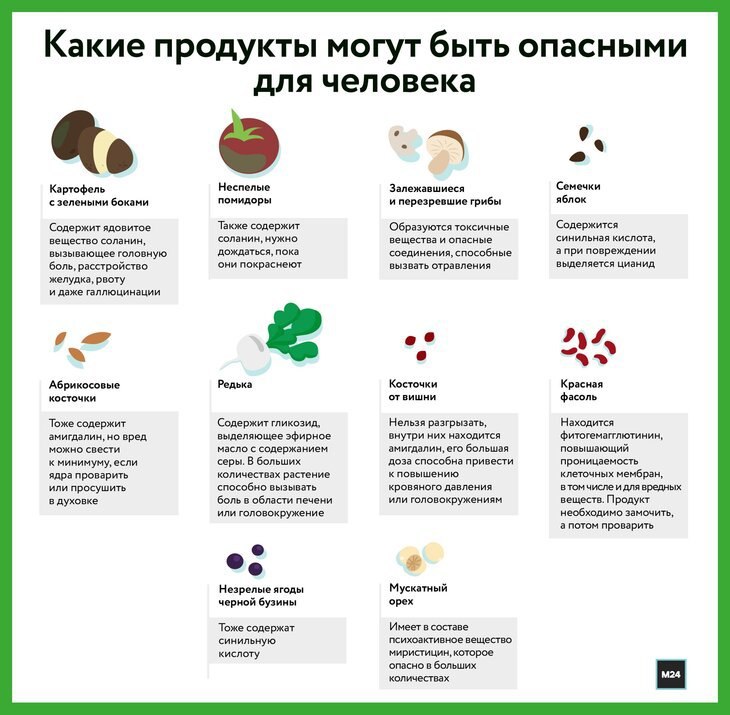 Какие продукты могут быть опасными
для человека
Картофель
с зелеными боками
Содержит ядовитое
вещество соланин,
вызывающее головную
боль, расстройство
желудка, рвоту
и даже галлюцинации
Неспелые
помидоры
Также содержит
соланин, нужно
дождаться, пока
они покраснеют
Залежавшиеся
и перезревшие грибы
Образуются токсичные
вещества и опасные
соединения, способные
вызвать отравления
Семечки
яблок
Содержится
синильная кислота,
а при повреждении
выделяется цианид
Абрикосовые
косточки
Тоже содержит
амигдалин, но вред
можно свести
к минимуму, если
ядра проварить
или просушить
в духовке
Редька
Содержит гликозид,
выделяющее эфирное
масло с содержанием
серы. В больших
количествах растение
способно вызывать
боль в области печени
или головокружение
Косточки
от вишни
Нельзя разгрызать,
внутри них находится
амигдалин, его большая
доза способна привести
к повышению
кровяного давления
или головокружениям
Красная
фасоль
Находится
фитогемагглютинин,
повышающий
проницаемость
клеточных мембран,
в том числе и для вредных
веществ. Продукт
необходимо замочить,
а потом проварить
Незрелые ягоды
черной бузины
Тоже содержат
синильную
кислоту
Мускатный
орех
Имеет в составе
психоактивное вещество
миристицин, которое
опасно в больших
количествах
М24